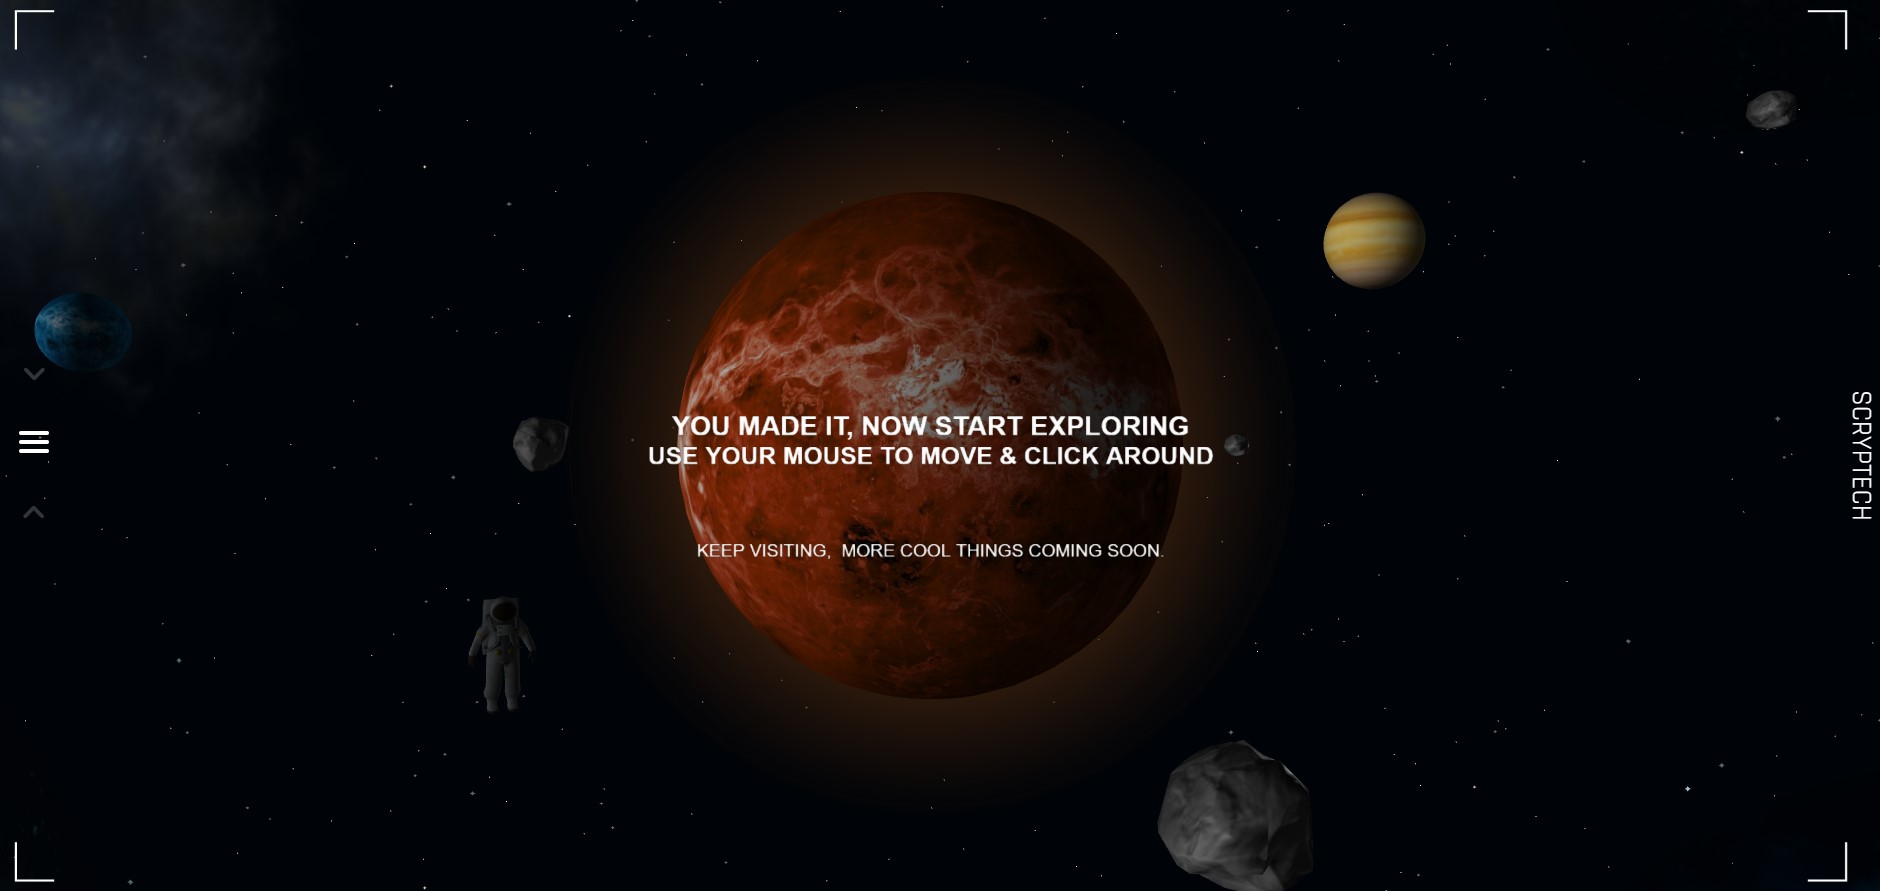 YOU MADE IT, NOW START EXPLORING
USE YOUR MOUSE TO MOVE & CLICK AROUND
KEEP VISITING, MORE COOL THINGS COMING SOON.
SCRYPTECH